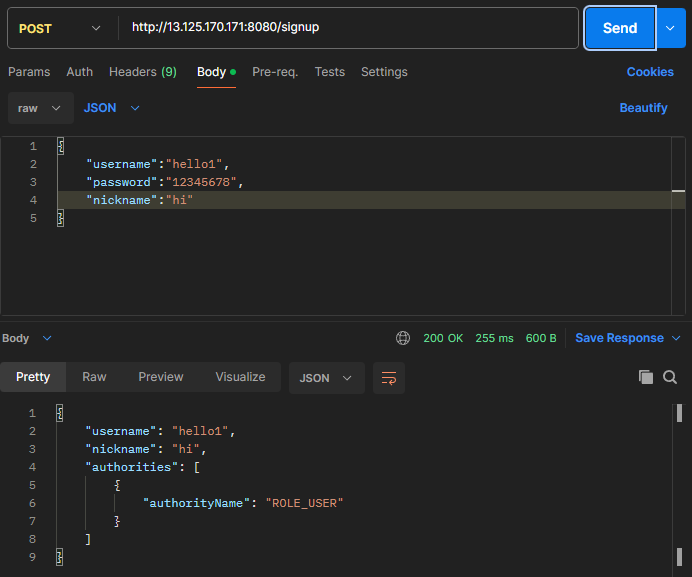 POST http://13.125.170.171:8080/signup Send
Params Auth Headers (9) Body Pre-req. Tests Settings Cookies
raw JSON Beautify
1 {
2 "username":"hello1",
3 "password":"12345678",
4 "nickname":"hi"
5 }
Body 200 OK 255 ms 600 B Save Response
Pretty Raw Preview Visualize JSON
1 {
2 "username": "hello1",
3 "nickname": "hi",
4 "authorities": [
5 {
6 "authorityName": "ROLE_USER"
7 }
8 ]
9 }